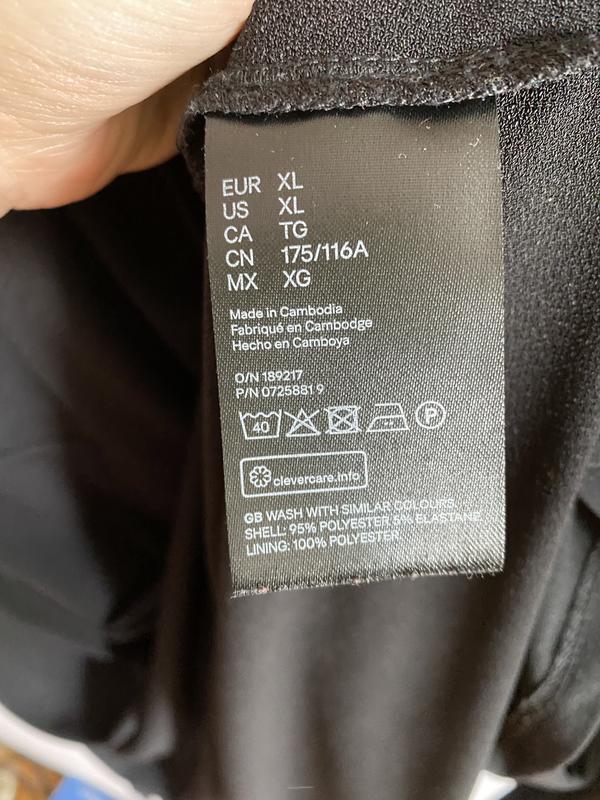 EUR XL
US XL
CA TG
CN 175/116A
MX XG
Made in Cambodia
Fabriqué en Cambodge
Hecho en Camboya
O/N 189217
P/N 0725881 9
40 P
clevercare.info
GB WASH WITH SIMILAR COLOURS.
SHELL: 95% POLYESTER 5% ELASTANE.
LINING: 100% POLYESTER